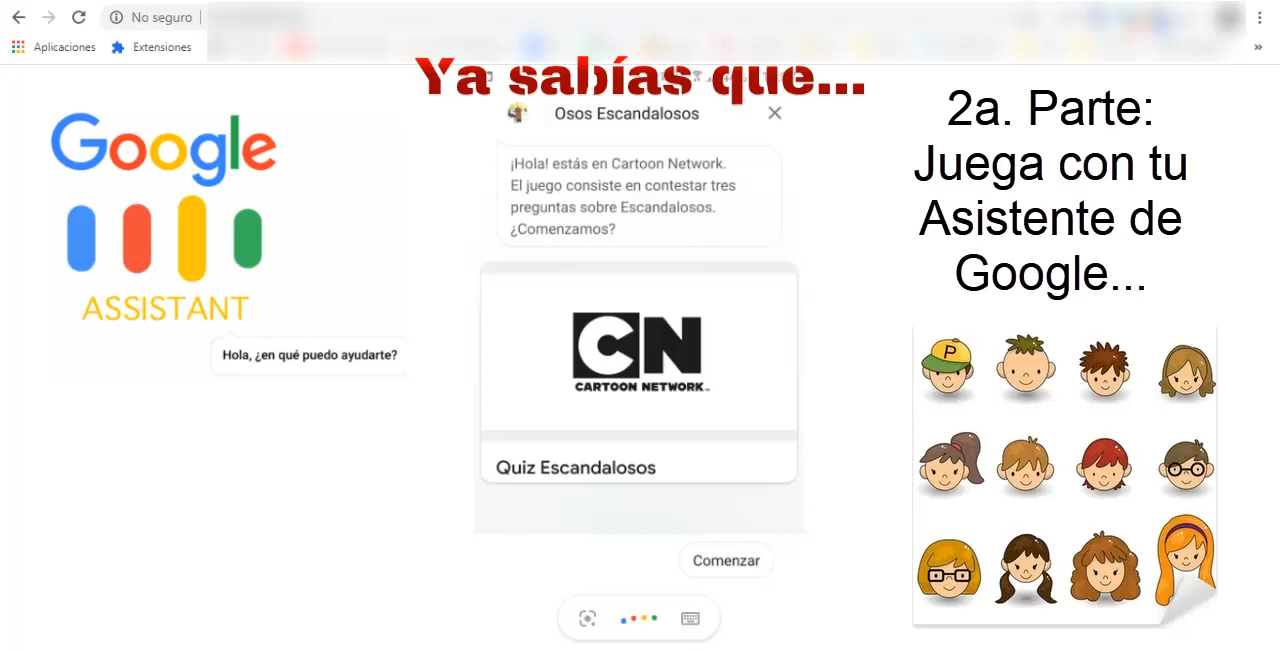 No seguro
Aplicaciones
Extensiones
Ya sabías que...
Google
ASSISTANT
Hola, ¿en qué puedo ayudarte?
Osos Escandalosos
¡Hola! estás en Cartoon Network.
El juego consiste en contestar tres
preguntas sobre Escandalosos.
¿Comenzamos?
CN
CARTOON NETWORK
Quiz Escandalosos
Comenzar
2a. Parte:
Juega con tu
Asistente de
Google...
P